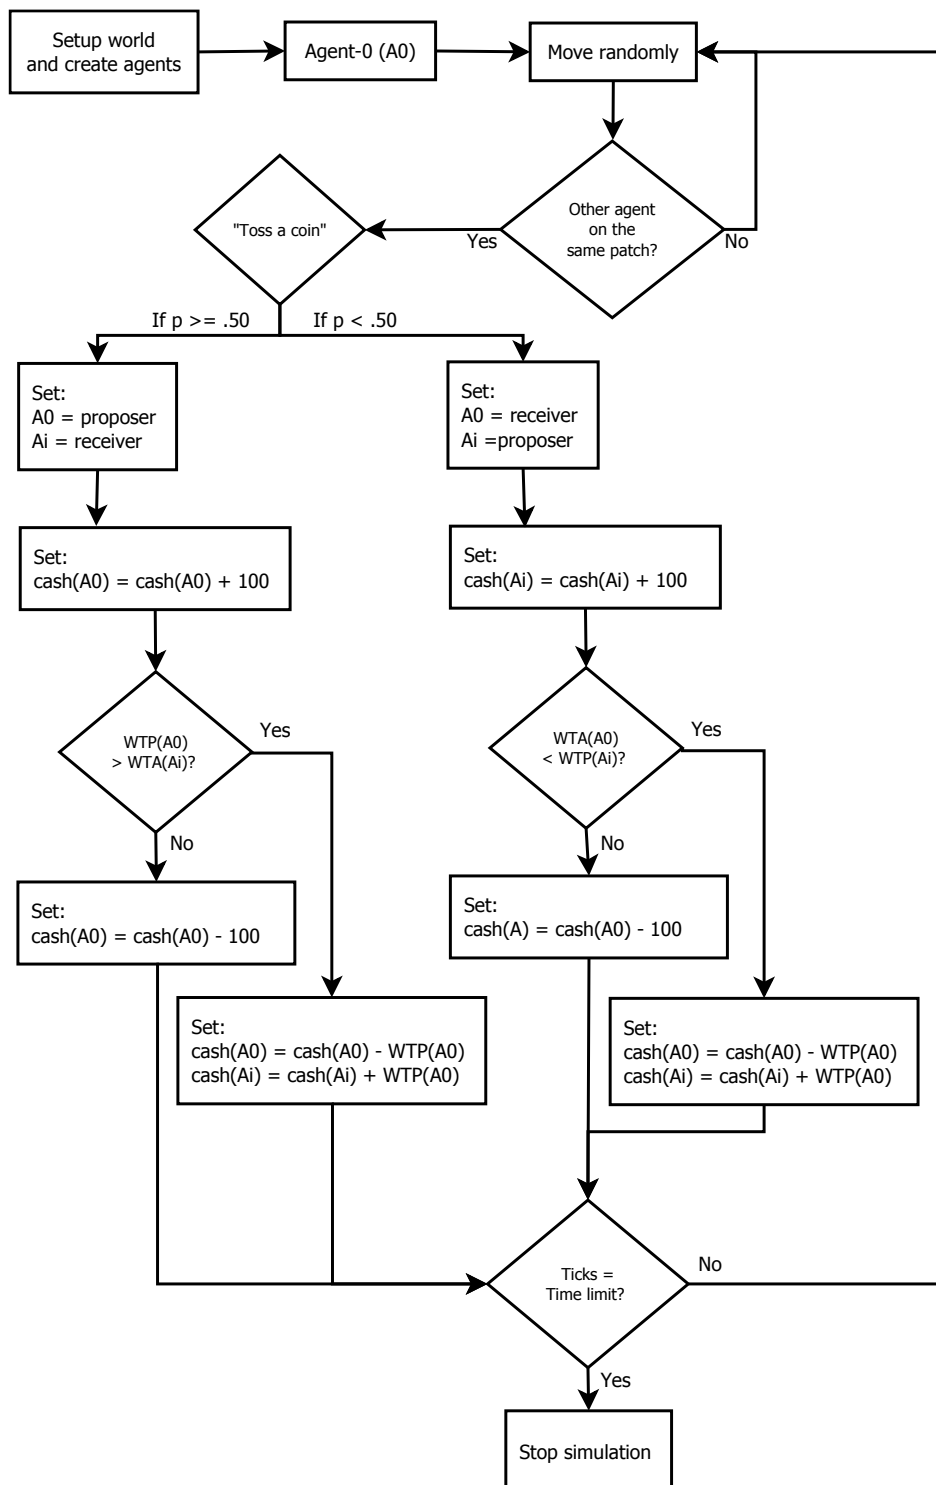 Setup world
and create agents
Agent-0 (A0)
Move randomly
Other agent
on the
same patch?
"Toss a coin"
Yes
No
If p >= .50
If p < .50
Set:
A0 = proposer
Ai = receiver
Set:
A0 = receiver
Ai =proposer
Set:
cash(A0) = cash(A0) + 100
Set:
cash(Ai) = cash(Ai) + 100
WTP(A0)
> WTA(Ai)?
Yes
No
WTA(A0)
< WTP(Ai)?
Yes
No
Set:
cash(A0) = cash(A0) - 100
Set:
cash(A) = cash(A0) - 100
Set:
cash(A0) = cash(A0) - WTP(A0)
cash(Ai) = cash(Ai) + WTP(A0)
Set:
cash(A0) = cash(A0) - WTP(A0)
cash(Ai) = cash(Ai) + WTP(A0)
Ticks =
Time limit?
No
Yes
Stop simulation